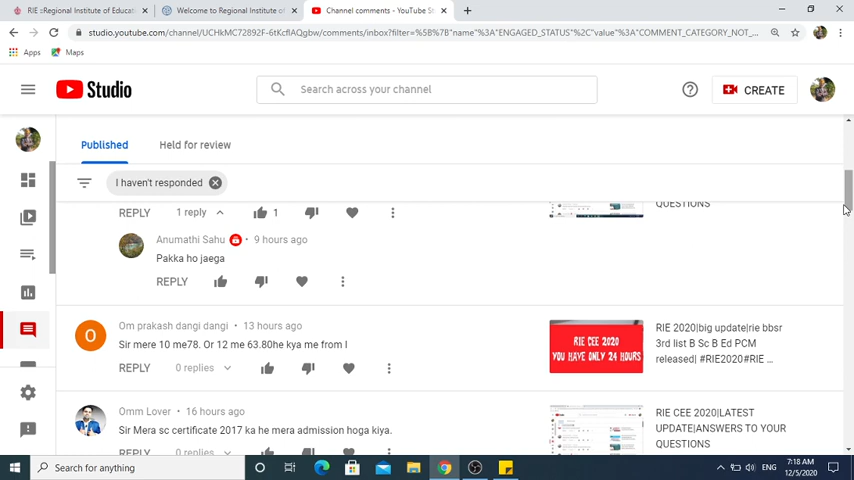 RIE ::Regional Institute of Educat
Welcome to Regional Institute of
Channel comments - YouTube St
studio.youtube.com/channel/UCHkMC72892F-6tKcflAQgbw/comments/inbox?filter=%5B%7B"name"%3A"ENGAGED_STATUS"%2C"value"%3A"COMMENT_CATEGORY_NOT_...
Apps
Maps
Studio
Search across your channel
CREATE
Published
Held for review
I haven't responded
REPLY
1 reply
1
QUESTIONS
Anumathi Sahu • 9 hours ago
Pakka ho jaega
REPLY
O
Om prakash dangi dangi • 13 hours ago
Sir mere 10 me78. Or 12 me 63.80he kya me from I
REPLY
0 replies
RIE CEE 2020
YOU HAVE ONLY 24 HOURS
RIE 2020|big update|rie bbsr
3rd list B Sc B Ed PCM
released| #RIE2020#RIE ...
Omm Lover • 16 hours ago
Sir Mera sc certificate 2017 ka he mera admission hoga kiya.
REPLY
0 replies
RIE CEE 2020|LATEST
UPDATE|ANSWERS TO YOUR
QUESTIONS
Search for anything
ENG
7:18 AM
12/5/2020